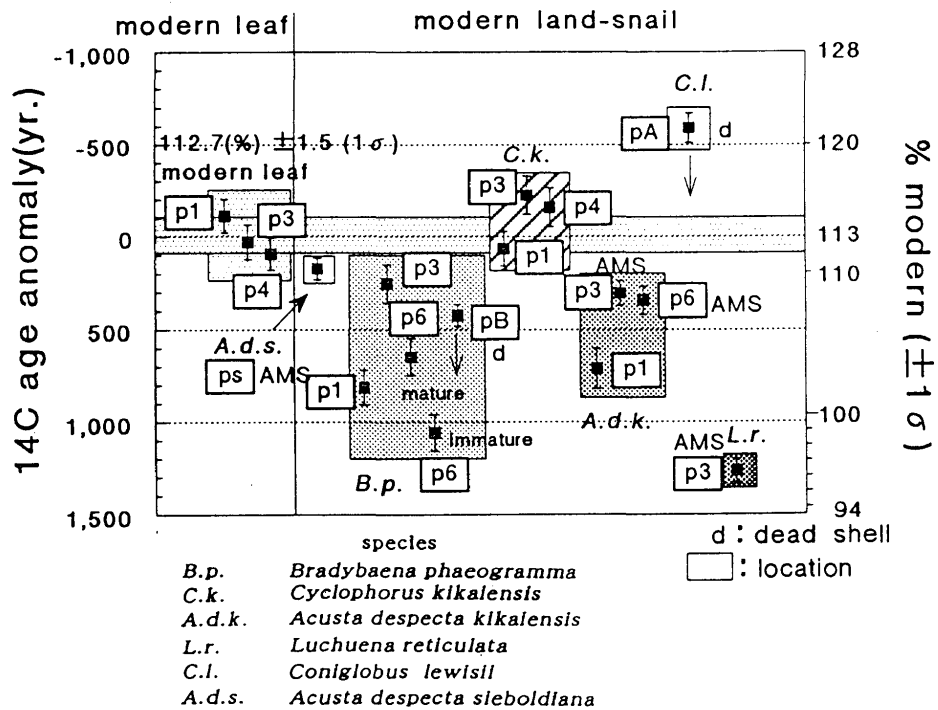 modern leaf modern land-snail
14C age anomaly(yr.)
-1,000
-500
0
500
1,000
1,500
128
120
113
110
100
94
% modern (±1σ)
112.7(%) ±1.5 (1σ)
modern leaf
p1
p3
p4
A.d.s.
ps AMS
p1
p3
p6
pB
d
mature
Immature
p6
B.p.
C.k.
p3
p4
p1
C.l.
pA
d
AMS
p3
p6
AMS
p1
A.d.k.
AMS
L.r.
p3
d : dead shell
: location
species
B.p. Bradybaena phaeogramma
C.k. Cyclophorus kikaiensis
A.d.k. Acusta despecta kikaiensis
L.r. Luchuena reticulata
C.l. Coniglobus lewisii
A.d.s. Acusta despecta sieboldiana